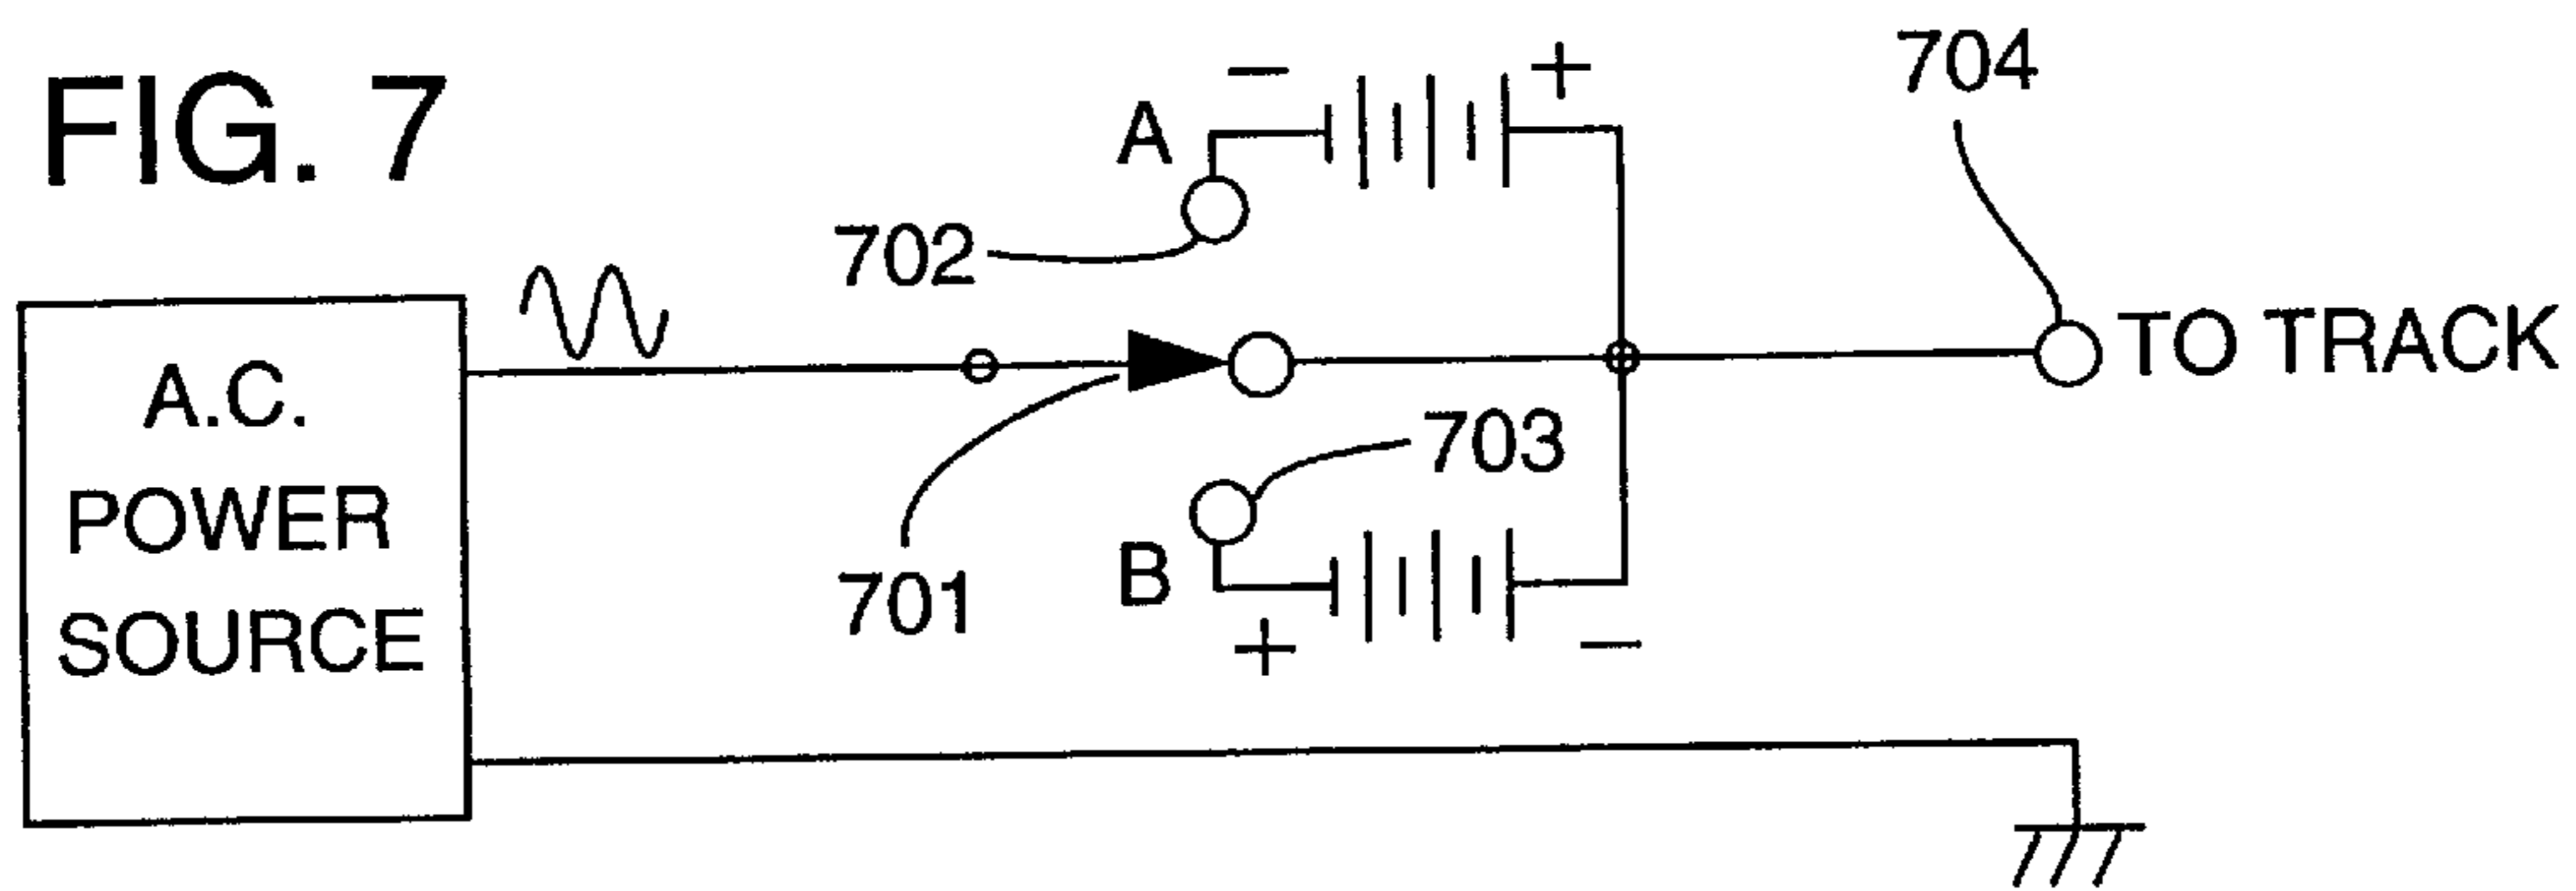 FIG. 7
A
−
+
704
702
A.C.
POWER
SOURCE
TO TRACK
703
701
B
+
−